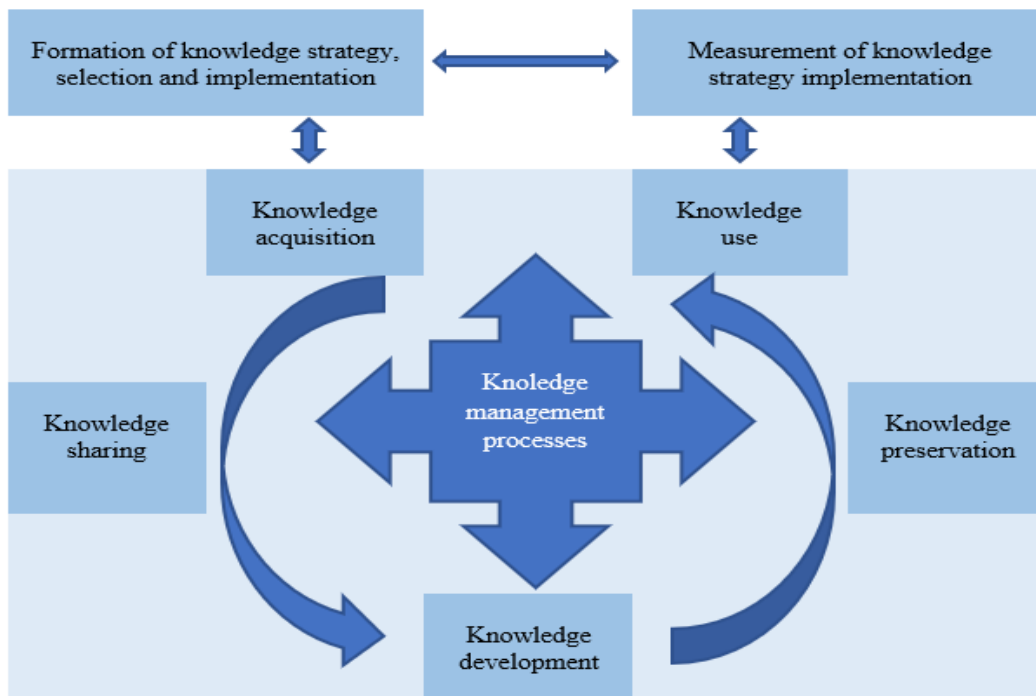 Formation of knowledge strategy,
selection and implementation
Measurement of knowledge
strategy implementation
Knowledge
acquisition
Knowledge
use
Knoledge
management
processes
Knowledge
sharing
Knowledge
preservation
Knowledge
development